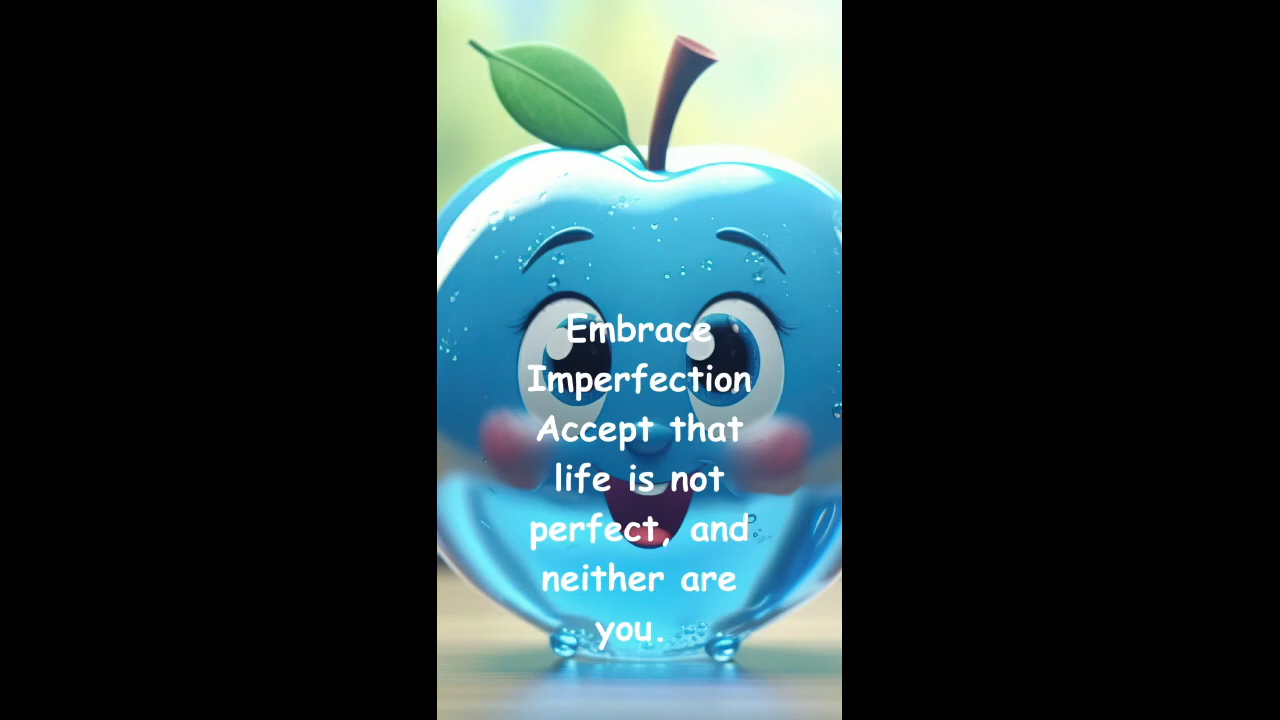 Embrace
Imperfection
Accept that
life is not
perfect, and
neither are
you.